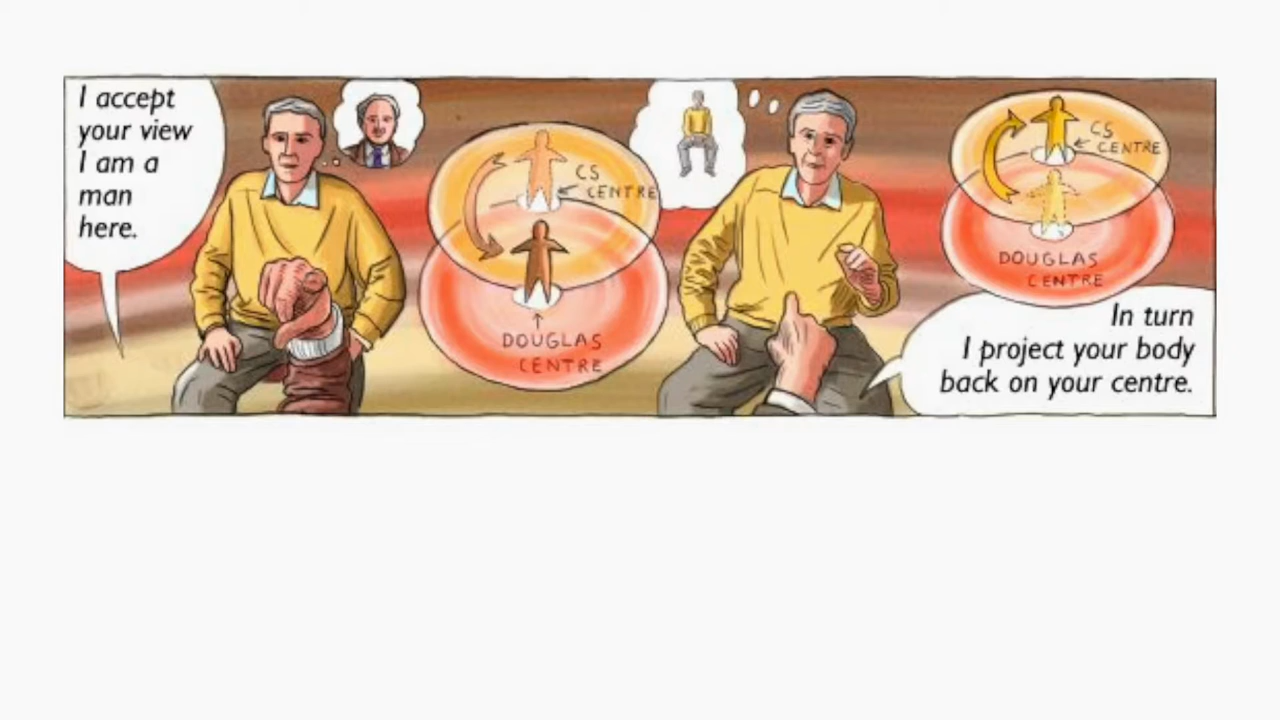 I accept
your view
I am a
man
here.
CS
CENTRE
DOUGLAS
CENTRE
CS
CENTRE
DOUGLAS
CENTRE
In turn
I project your body
back on your centre.